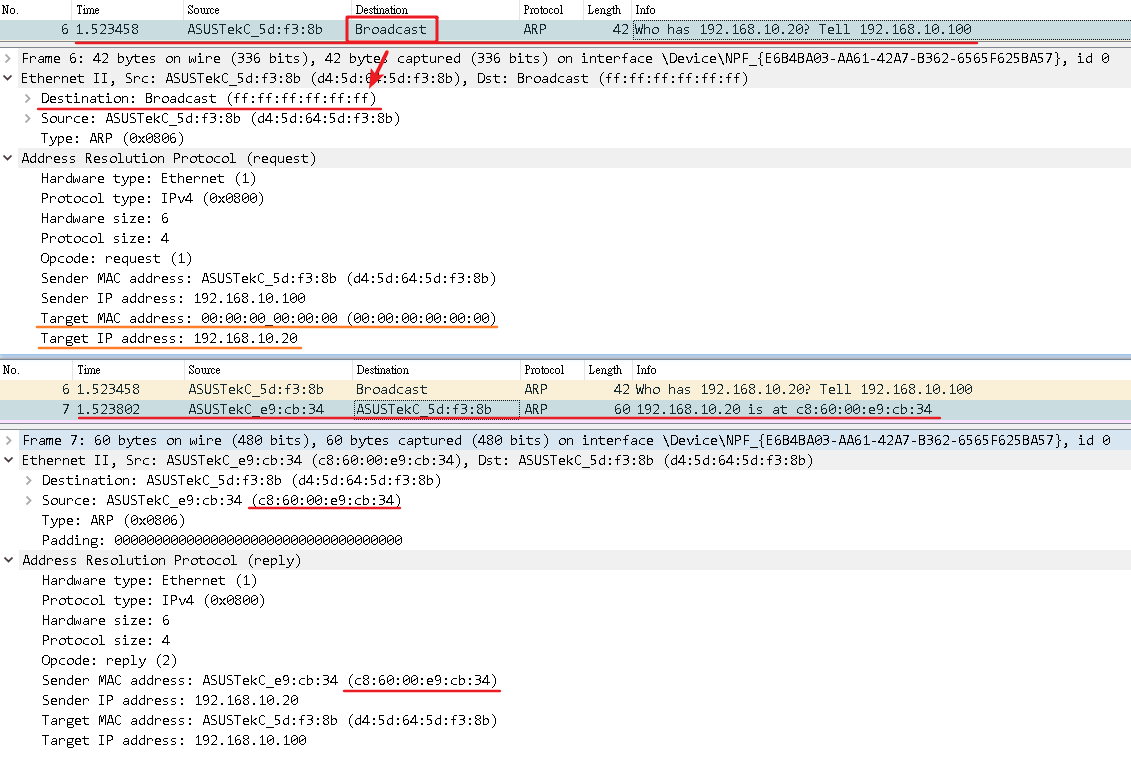 No. Time Source Destination Protocol Length Info
6 1.523458 ASUSTekC_5d:f3:8b Broadcast ARP 42 Who has 192.168.10.20? Tell 192.168.10.100
Frame 6: 42 bytes on wire (336 bits), 42 bytes captured (336 bits) on interface \Device\NPF_{E6B4BA03-AA61-42A7-B362-6565F625BA57}, id 0
Ethernet II, Src: ASUSTekC_5d:f3:8b (d4:5d:64:5d:f3:8b), Dst: Broadcast (ff:ff:ff:ff:ff:ff)
Destination: Broadcast (ff:ff:ff:ff:ff:ff)
Source: ASUSTekC_5d:f3:8b (d4:5d:64:5d:f3:8b)
Type: ARP (0x0806)
Address Resolution Protocol (request)
Hardware type: Ethernet (1)
Protocol type: IPv4 (0x0800)
Hardware size: 6
Protocol size: 4
Opcode: request (1)
Sender MAC address: ASUSTekC_5d:f3:8b (d4:5d:64:5d:f3:8b)
Sender IP address: 192.168.10.100
Target MAC address: 00:00:00_00:00:00 (00:00:00:00:00:00)
Target IP address: 192.168.10.20
No. Time Source Destination Protocol Length Info
6 1.523458 ASUSTekC_5d:f3:8b Broadcast ARP 42 Who has 192.168.10.20? Tell 192.168.10.100
7 1.523802 ASUSTekC_e9:cb:34 ASUSTekC_5d:f3:8b ARP 60 192.168.10.20 is at c8:60:00:e9:cb:34
Frame 7: 60 bytes on wire (480 bits), 60 bytes captured (480 bits) on interface \Device\NPF_{E6B4BA03-AA61-42A7-B362-6565F625BA57}, id 0
Ethernet II, Src: ASUSTekC_e9:cb:34 (c8:60:00:e9:cb:34), Dst: ASUSTekC_5d:f3:8b (d4:5d:64:5d:f3:8b)
Destination: ASUSTekC_5d:f3:8b (d4:5d:64:5d:f3:8b)
Source: ASUSTekC_e9:cb:34 (c8:60:00:e9:cb:34)
Type: ARP (0x0806)
Padding: 000000000000000000000000000000000000
Address Resolution Protocol (reply)
Hardware type: Ethernet (1)
Protocol type: IPv4 (0x0800)
Hardware size: 6
Protocol size: 4
Opcode: reply (2)
Sender MAC address: ASUSTekC_e9:cb:34 (c8:60:00:e9:cb:34)
Sender IP address: 192.168.10.20
Target MAC address: ASUSTekC_5d:f3:8b (d4:5d:64:5d:f3:8b)
Target IP address: 192.168.10.100